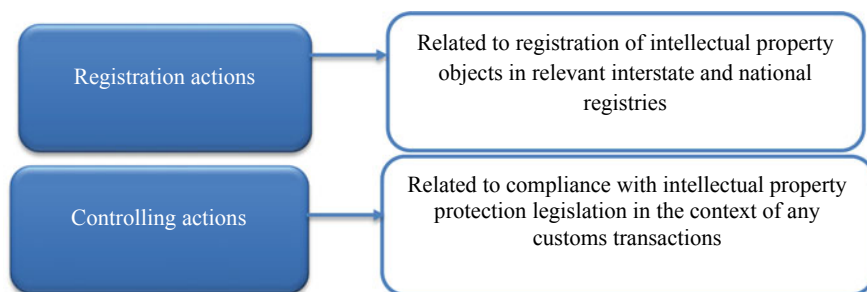 Registration actions
Related to registration of intellectual property
objects in relevant interstate and national
registries
Controlling actions
Related to compliance with intellectual property
protection legislation in the context of any
customs transactions